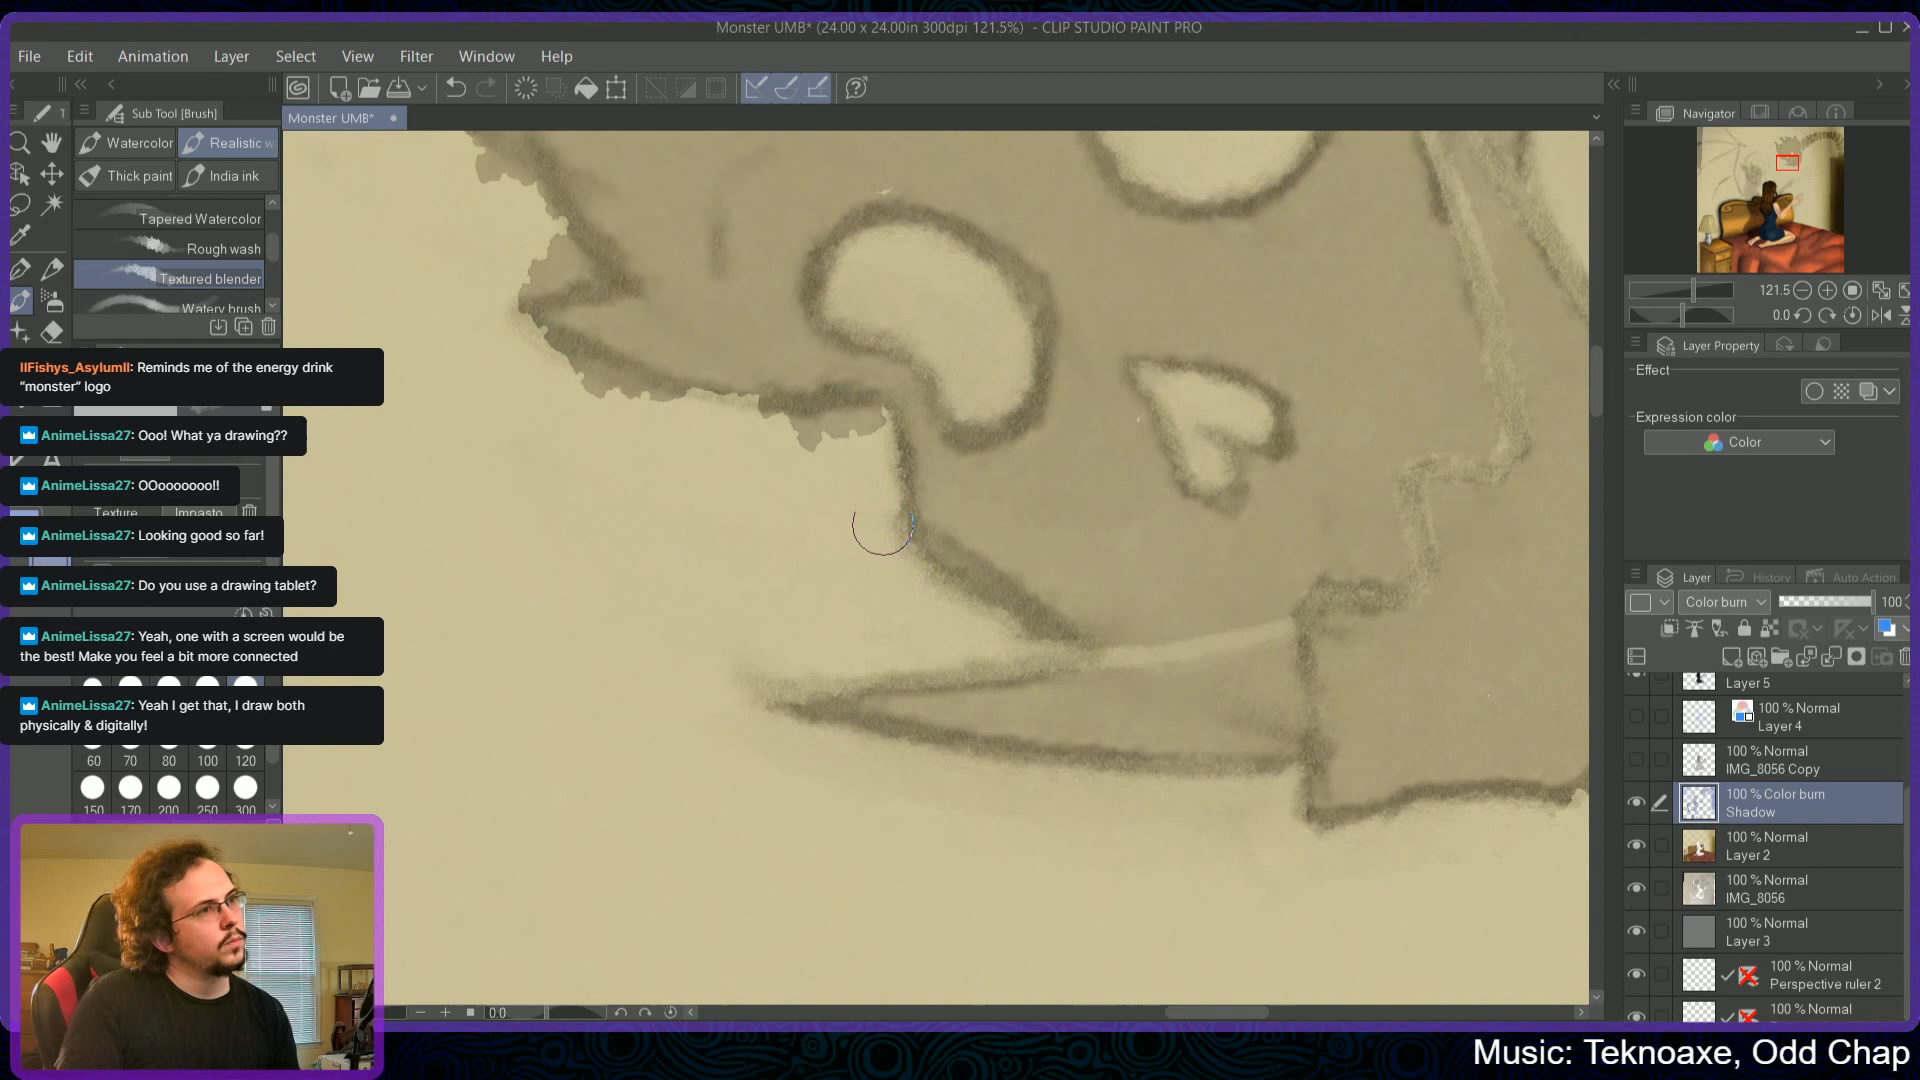 Monster UMB* (24.00 x 24.00in 300dpi 121.5%) - CLIP STUDIO PAINT PRO
File Edit Animation Layer Select View Filter Window Help
Sub Tool [Brush]
Monster UMB*
Navigator
Watercolor
Realistic w
Thick paint
India ink
Tapered Watercolor
Rough wash
Textured blender
Watery brush
121.5
0.0
Layer Property
Effect
Expression color
Color
IIFishys_AsylumII: Reminds me of the energy drink
“monster” logo
AnimeLissa27: Ooo! What ya drawing??
AnimeLissa27: OOooooooo!!
Texture Impasto
AnimeLissa27: Looking good so far!
AnimeLissa27: Do you use a drawing tablet?
AnimeLissa27: Yeah, one with a screen would be
the best! Make you feel a bit more connected
AnimeLissa27: Yeah I get that, I draw both
physically & digitally!
60 70 80 100 120
150 170 200 250 300
Layer History Auto Action
Color burn 100
Layer 5
100 % Normal
Layer 4
100 % Normal
IMG_8056 Copy
100 % Color burn
Shadow
100 % Normal
Layer 2
100 % Normal
IMG_8056
100 % Normal
Layer 3
100 % Normal
Perspective ruler 2
100 % Normal
0.0
Music: Teknoaxe, Odd Chap